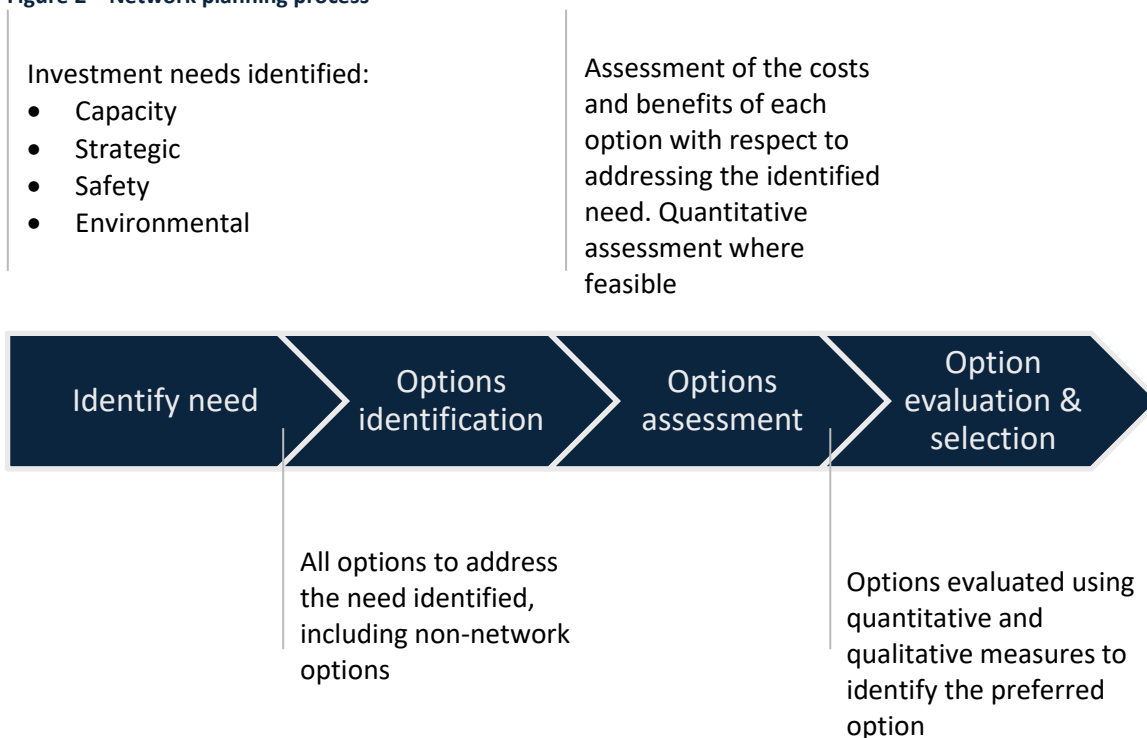 Figure 2 – Network planning process
Investment needs identified:
• Capacity
• Strategic
• Safety
• Environmental
Assessment of the costs
and benefits of each
option with respect to
addressing the identified
need. Quantitative
assessment where
feasible
Identify need
Options
identification
Options
assessment
Option
evaluation &
selection
All options to address
the need identified,
including non-network
options
Options evaluated using
quantitative and
qualitative measures to
identify the preferred
option